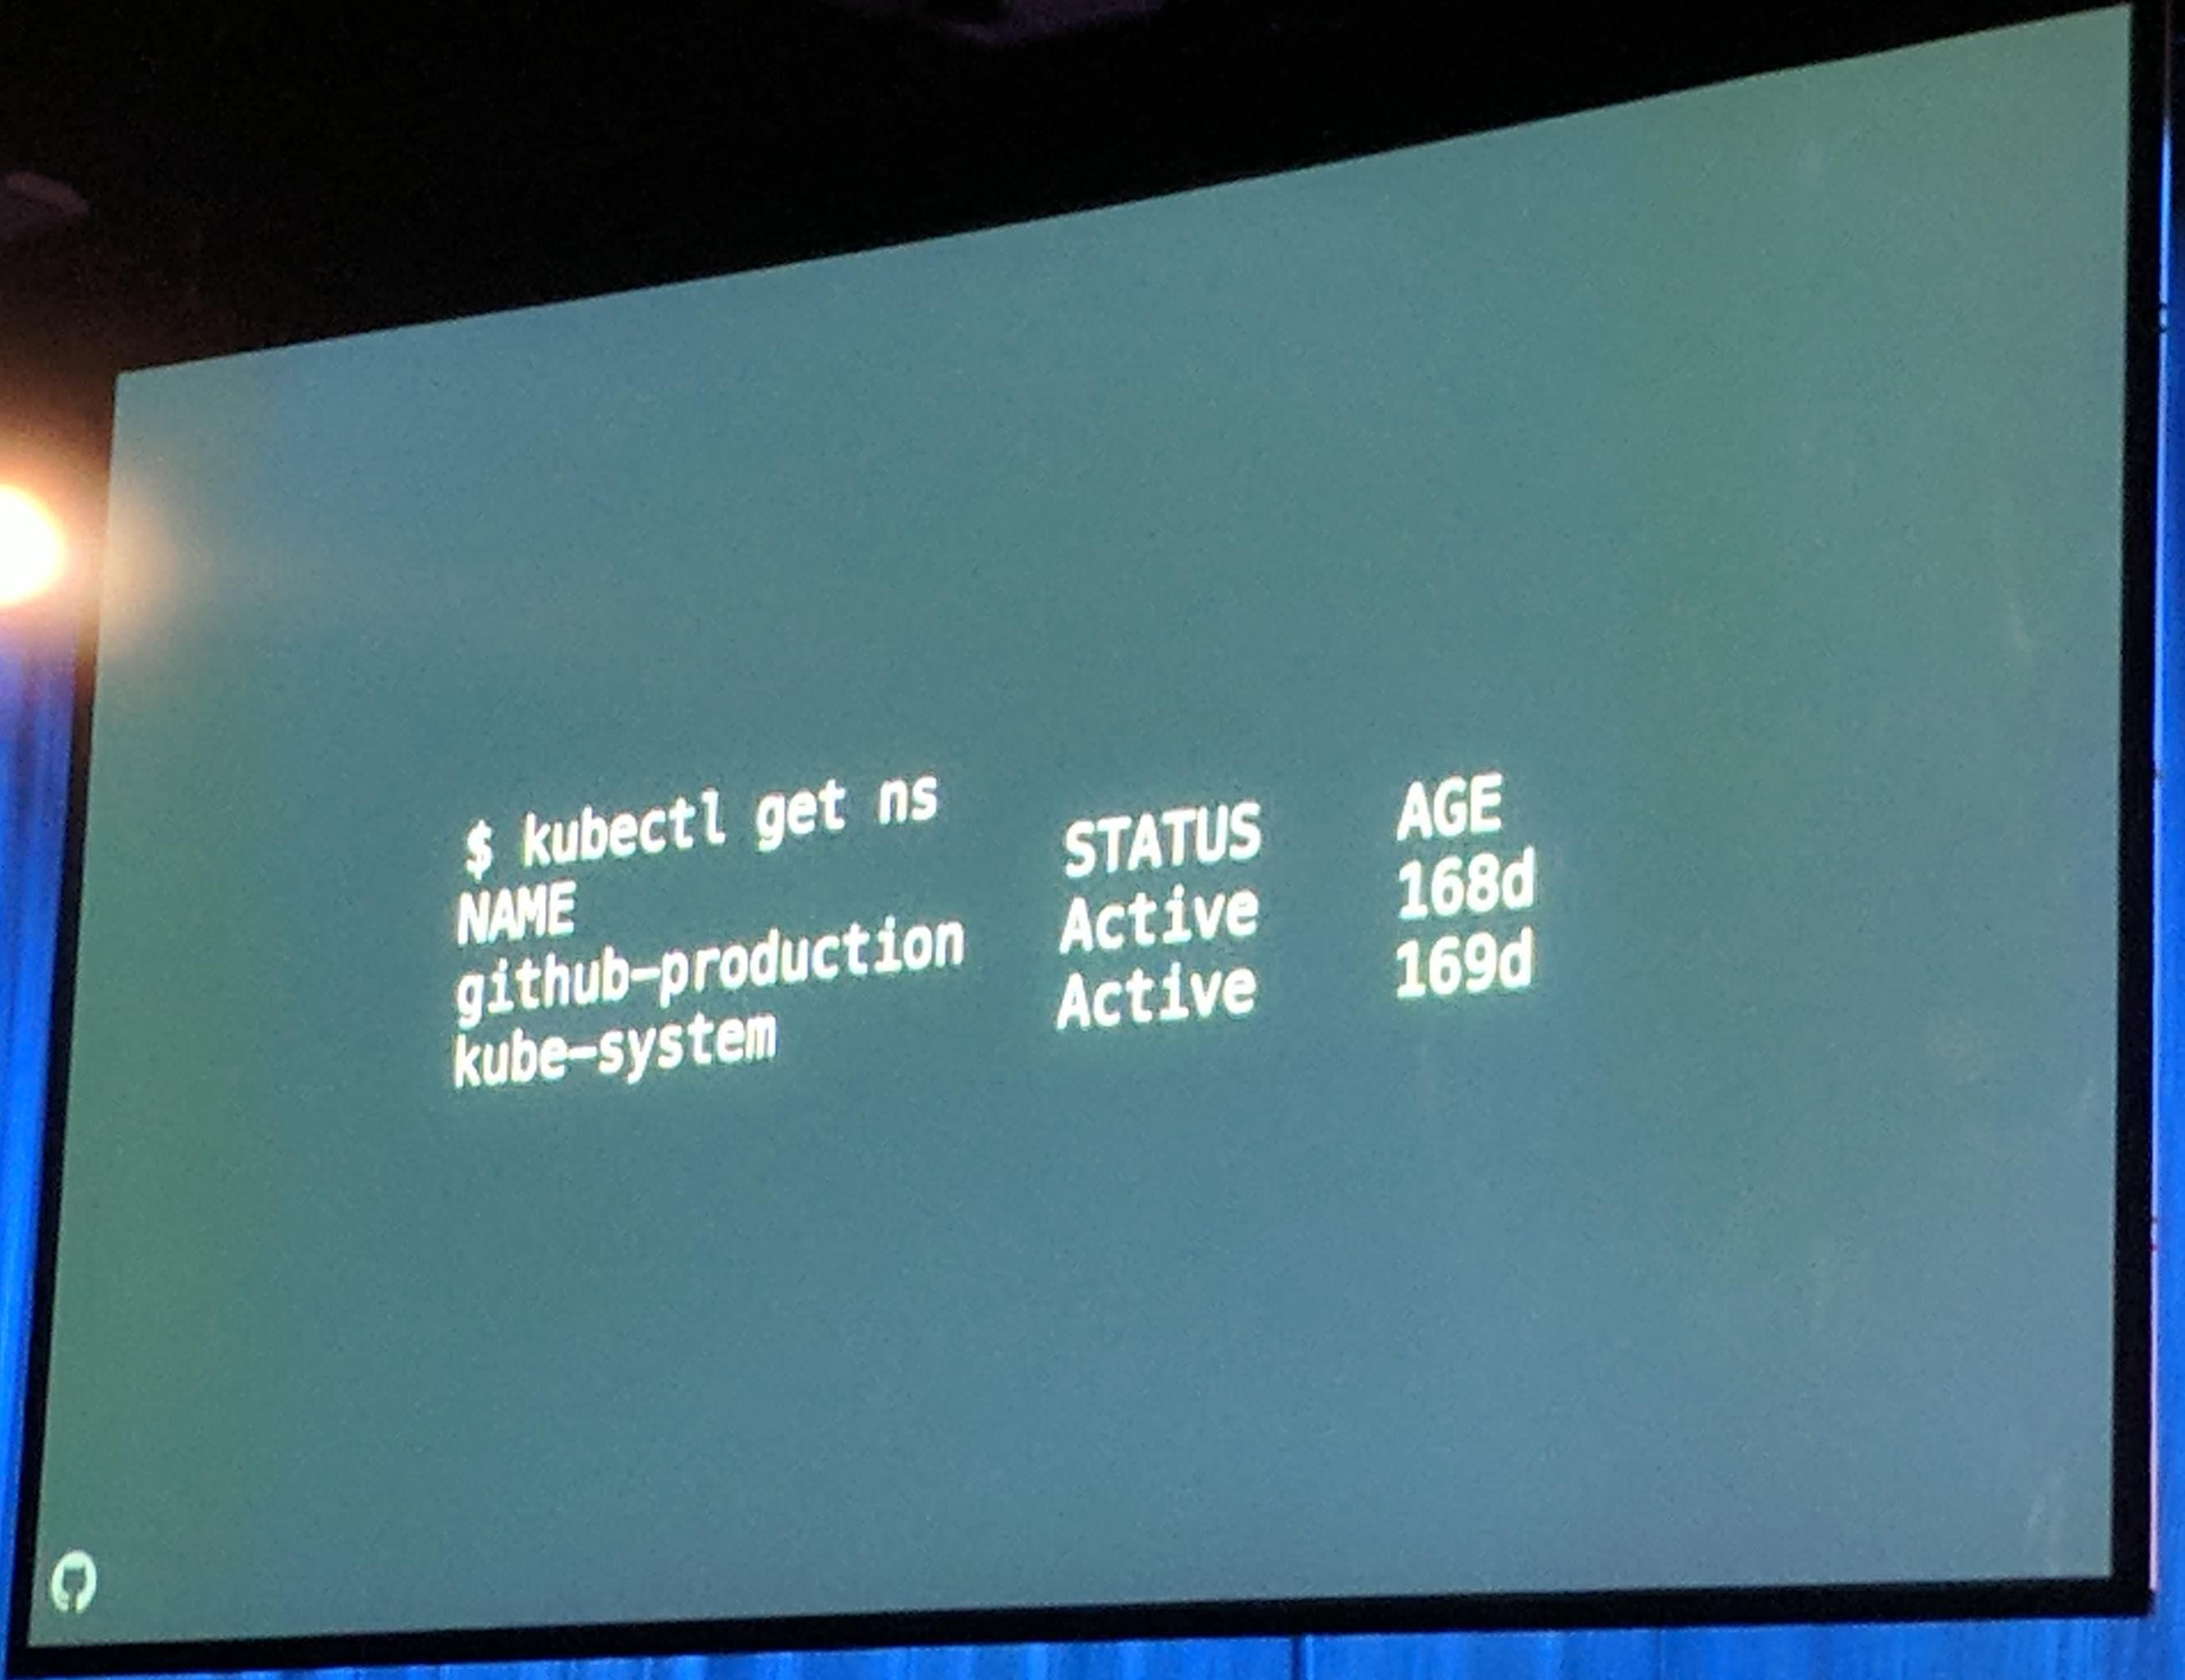 $ kubectl get ns
NAME STATUS AGE
github-production Active 168d
kube-system Active 169d